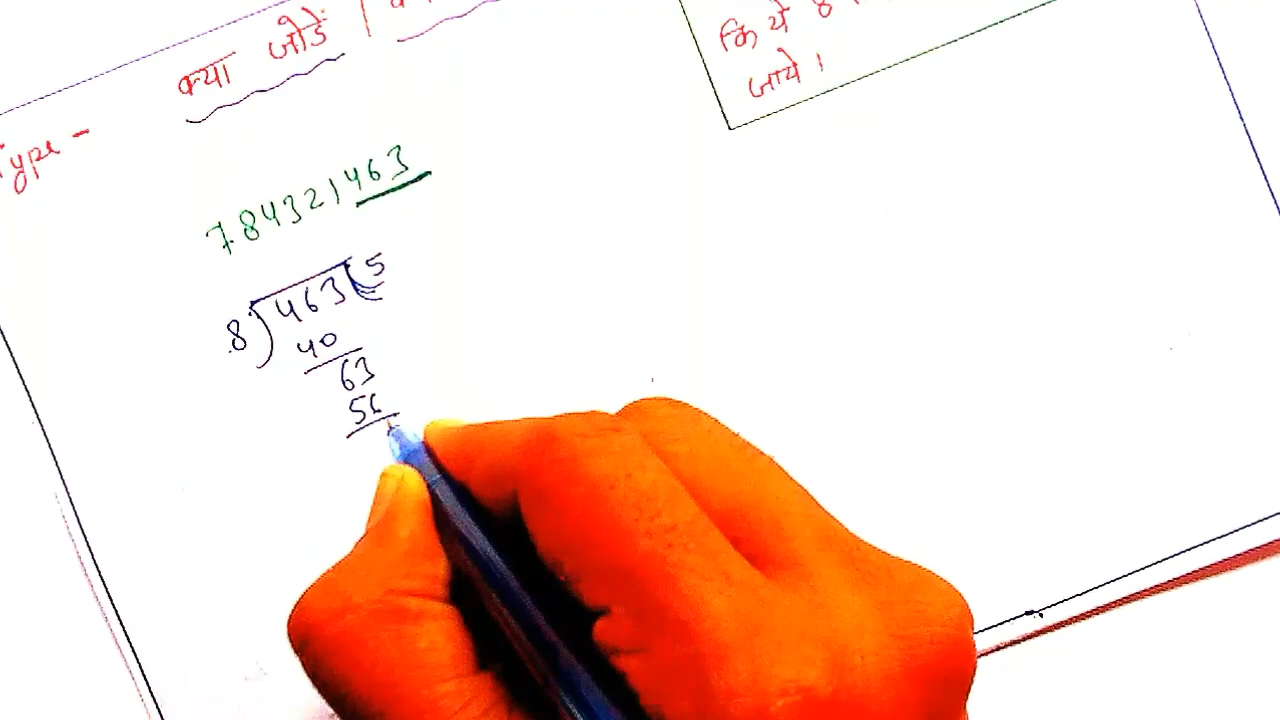 क्या जोड़ें /
कि ये 8
जाये ।
Type -
784321463
8 463 5
40
63
56